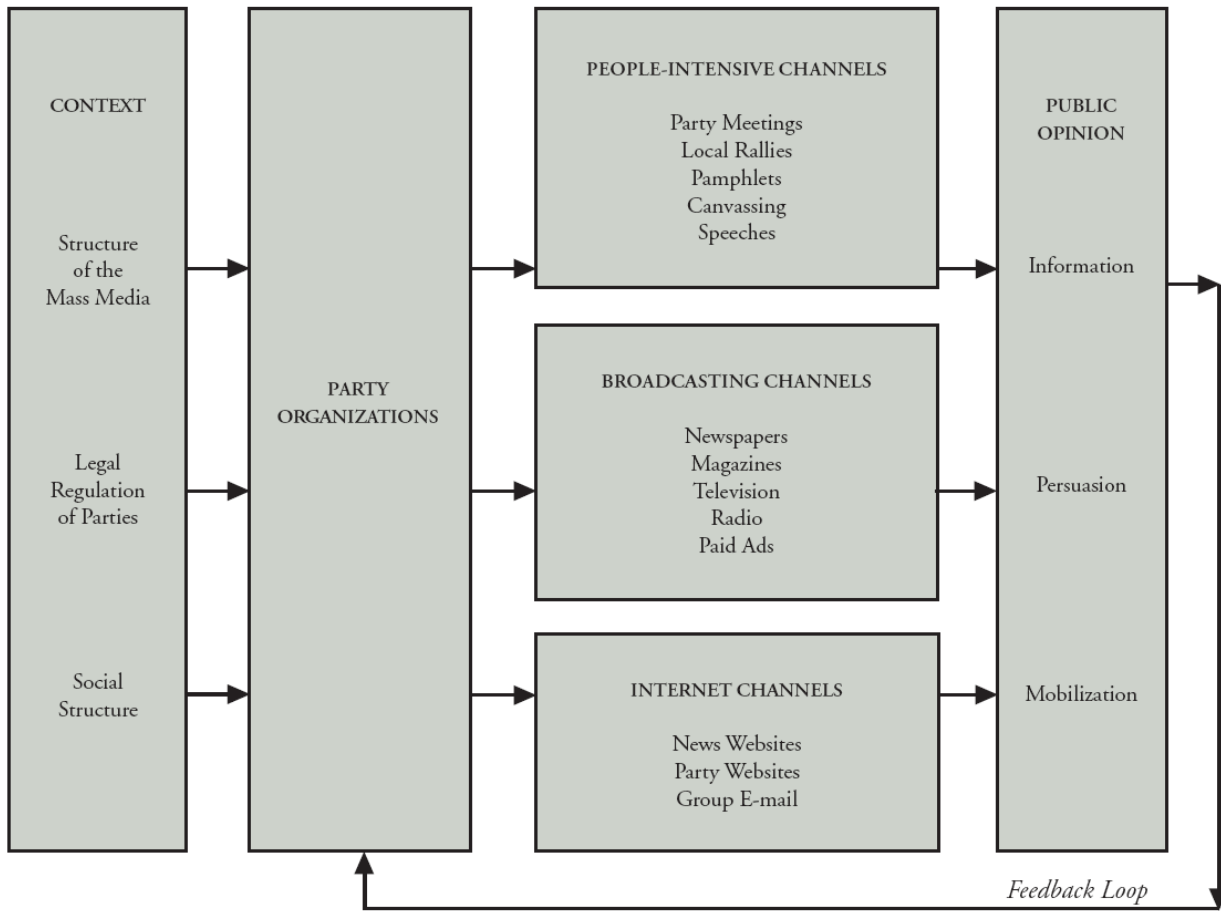 CONTEXT
Structure
of the
Mass Media
Legal
Regulation
of Parties
Social
Structure
PARTY
ORGANIZATIONS
PEOPLE-INTENSIVE CHANNELS
Party Meetings
Local Rallies
Pamphlets
Canvassing
Speeches
BROADCASTING CHANNELS
Newspapers
Magazines
Television
Radio
Paid Ads
INTERNET CHANNELS
News Websites
Party Websites
Group E-mail
PUBLIC
OPINION
Information
Persuasion
Mobilization
Feedback Loop